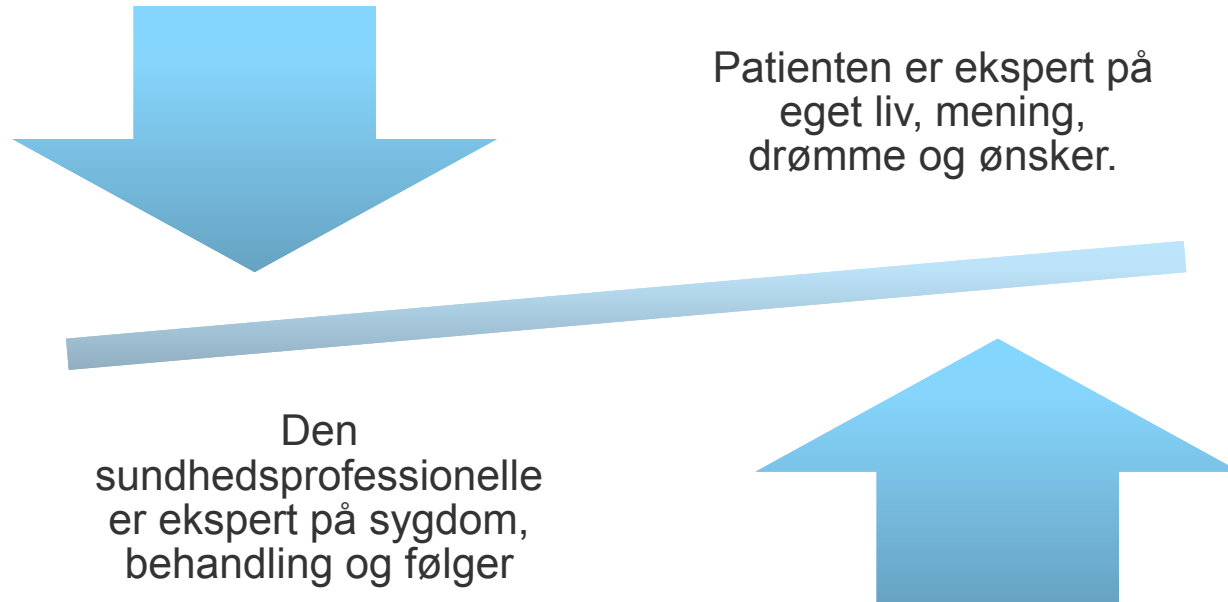 Patienten er ekspert på
eget liv, mening,
drømme og ønsker.
Den
sundhedsprofessionelle
er ekspert på sygdom,
behandling og følger